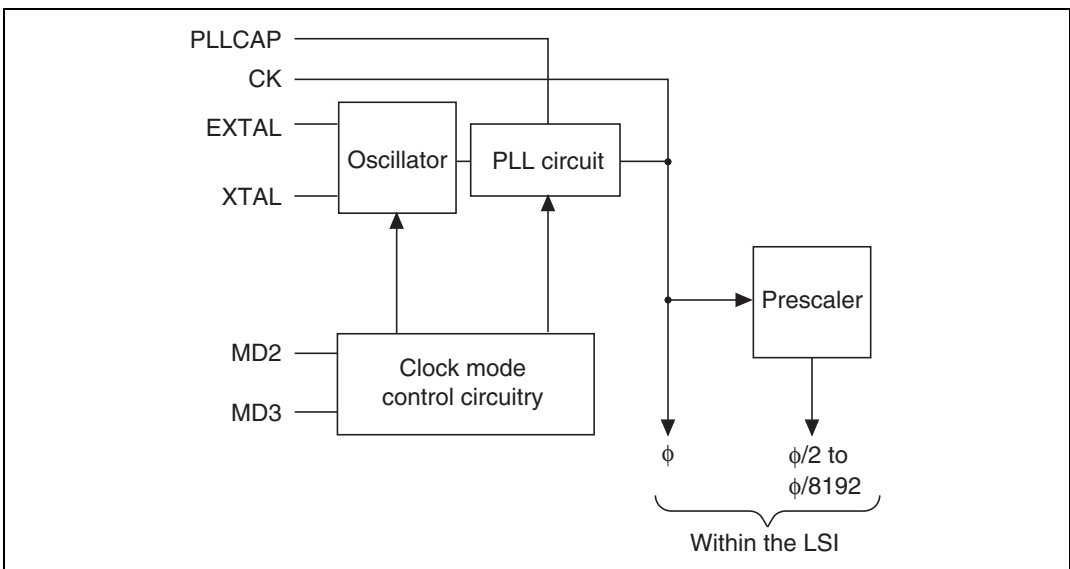 PLLCAP
CK
EXTAL
Oscillator
PLL circuit
XTAL
Prescaler
MD2
Clock mode
control circuitry
MD3
ϕ
ϕ/2 to
ϕ/8192
Within the LSI